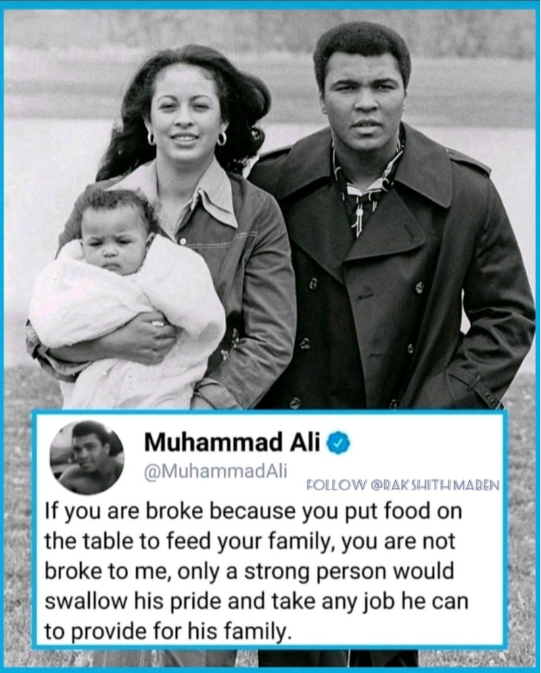 Muhammad Ali
@MuhammadAli
FOLLOW @RAKSHITHMABEN
If you are broke because you put food on
the table to feed your family, you are not
broke to me, only a strong person would
swallow his pride and take any job he can
to provide for his family.